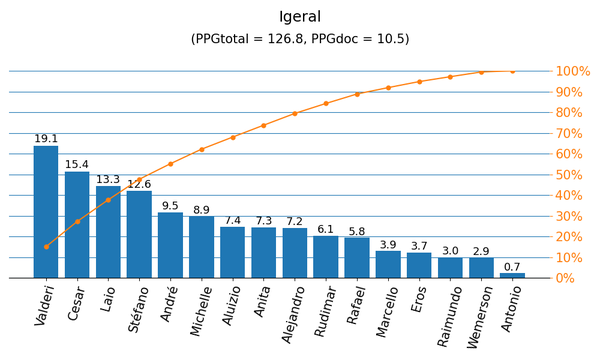 Igeral
(PPGtotal = 126.8, PPGdoc = 10.5)
100%
90%
80%
70%
60%
50%
40%
30%
20%
10%
0%
19.1
15.4
13.3
12.6
9.5
8.9
7.4
7.3
7.2
6.1
5.8
3.9
3.7
3.0
2.9
0.7
Valderi
Cesar
Laio
Stéfano
André
Michelle
Aluizio
Anita
Alejandro
Rudimar
Rafael
Marcello
Eros
Raimundo
Wemerson
Antonio